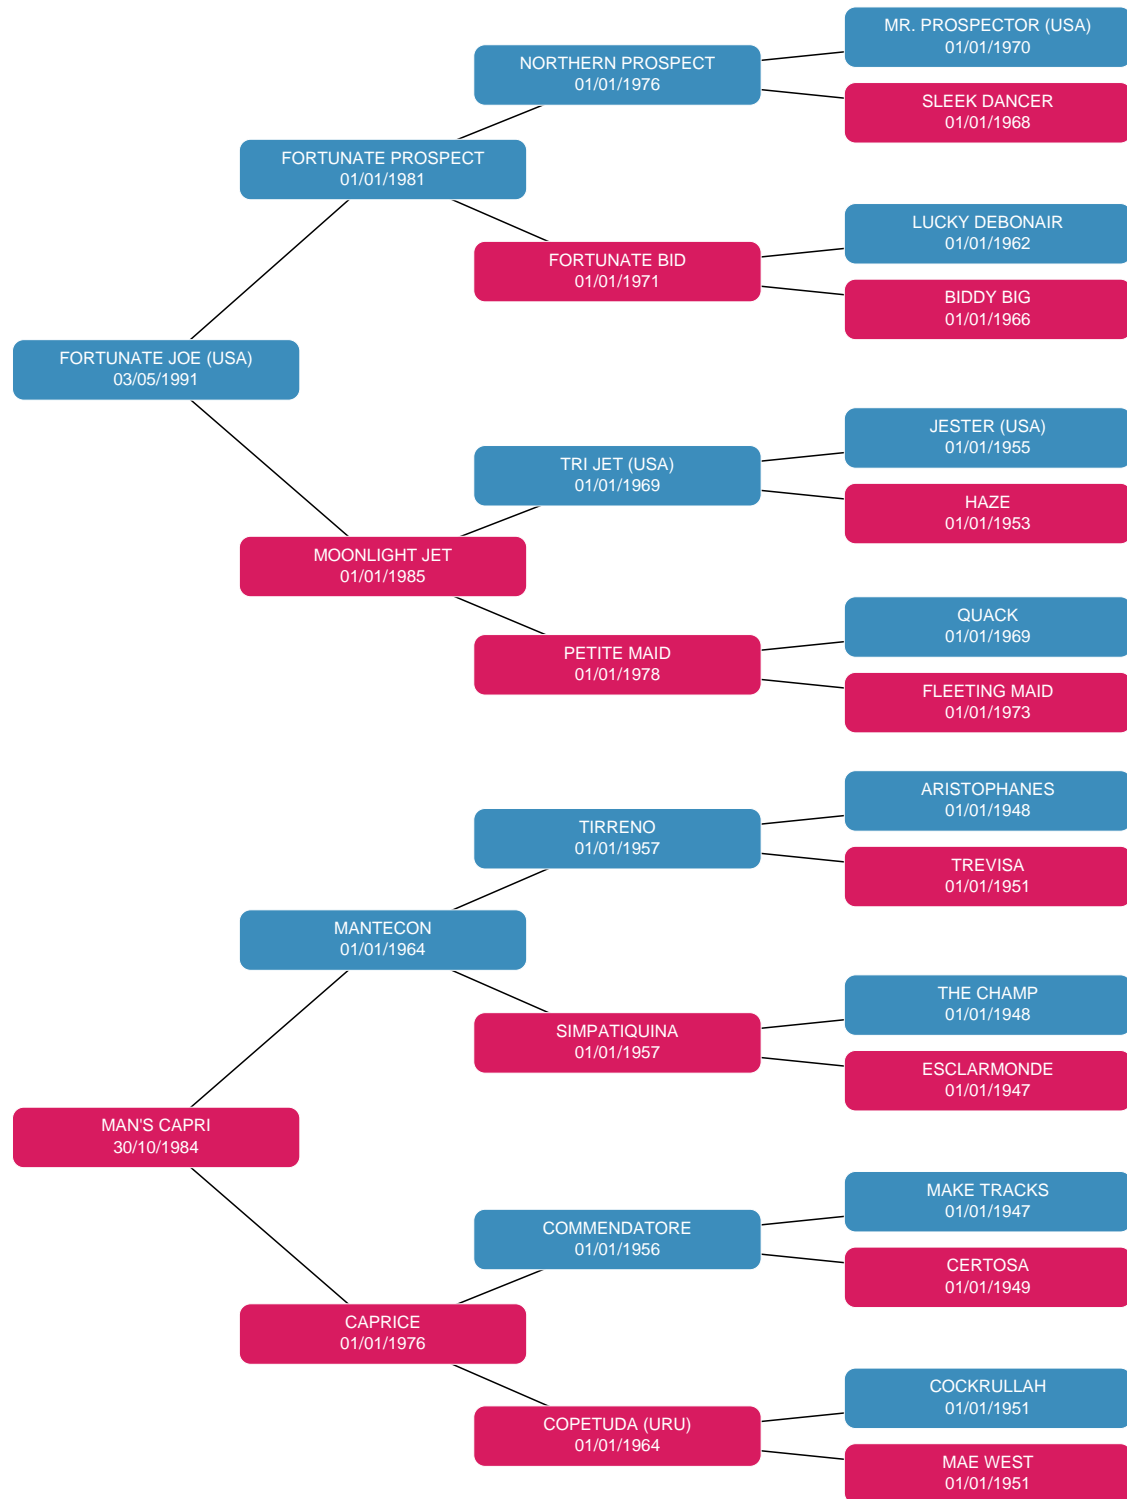 MR. PROSPECTOR (USA)
01/01/1970
NORTHERN PROSPECT
01/01/1976
SLEEK DANCER
01/01/1968
FORTUNATE PROSPECT
01/01/1981
LUCKY DEBONAIR
01/01/1962
FORTUNATE BID
01/01/1971
BIDDY BIG
01/01/1966
FORTUNATE JOE (USA)
03/05/1991
JESTER (USA)
01/01/1955
TRI JET (USA)
01/01/1969
HAZE
01/01/1953
MOONLIGHT JET
01/01/1985
QUACK
01/01/1969
PETITE MAID
01/01/1978
FLEETING MAID
01/01/1973
ARISTOPHANES
01/01/1948
TIRRENO
01/01/1957
TREVISA
01/01/1951
MANTECON
01/01/1964
THE CHAMP
01/01/1948
SIMPATIQUINA
01/01/1957
ESCLARMONDE
01/01/1947
MAN'S CAPRI
30/10/1984
MAKE TRACKS
01/01/1947
COMMENDATORE
01/01/1956
CERTOSA
01/01/1949
CAPRICE
01/01/1976
COCKRULLAH
01/01/1951
COPETUDA (URU)
01/01/1964
MAE WEST
01/01/1951